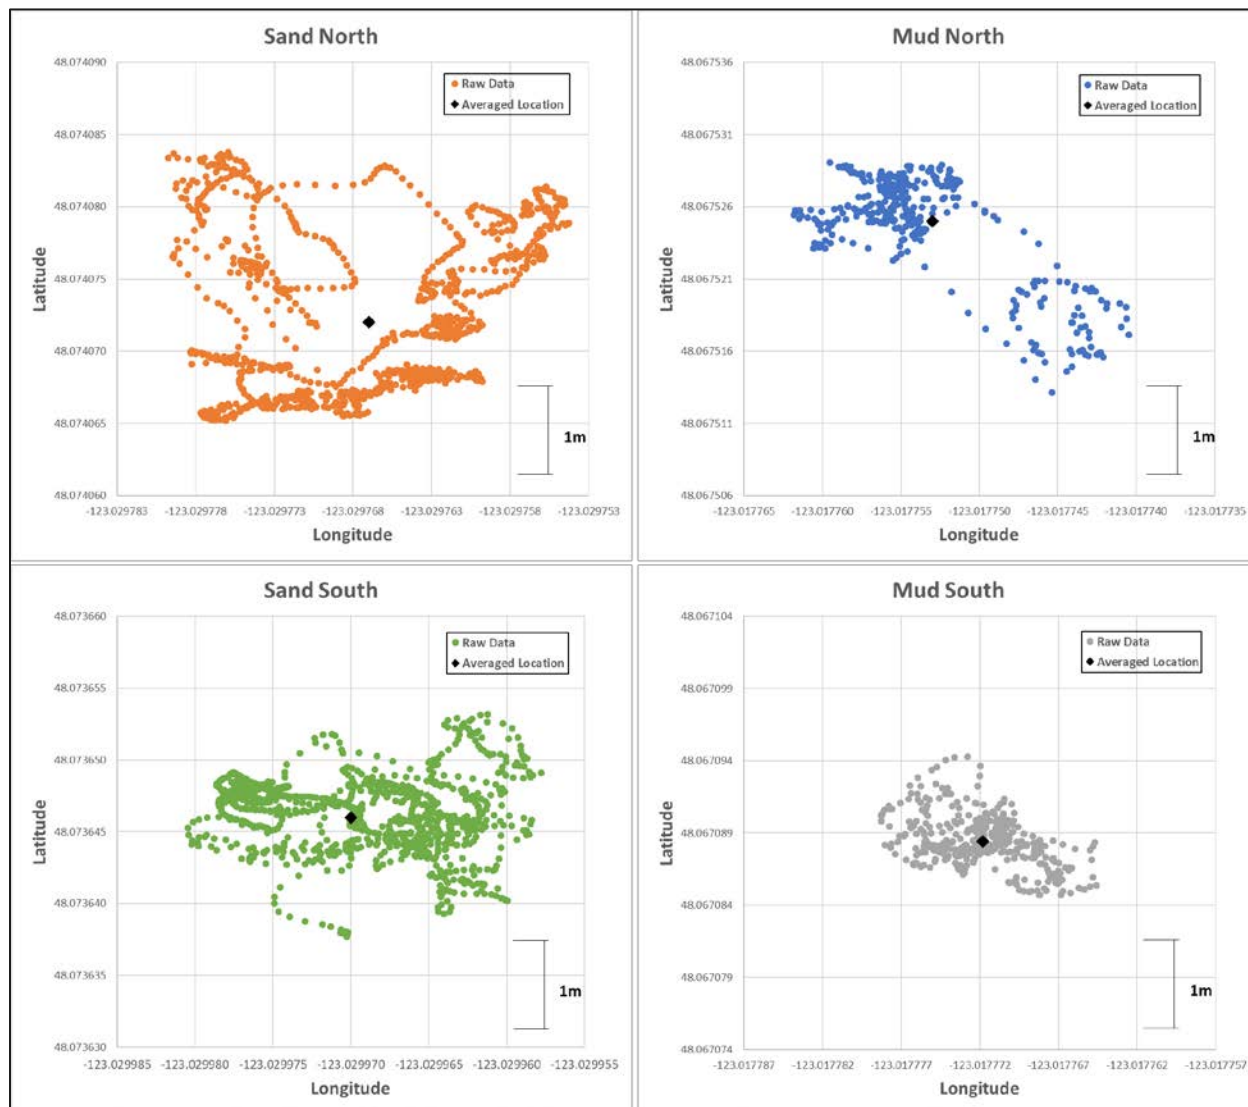 Sand North
48.074090
48.074085
48.074080
48.074075
48.074070
48.074065
48.074060
Latitude
Raw Data
Averaged Location
1m
-123.029783 -123.029778 -123.029773 -123.029768 -123.029763 -123.029758 -123.029753
Longitude
Mud North
48.067536
48.067531
48.067526
48.067521
48.067516
48.067511
48.067506
Latitude
Raw Data
Averaged Location
1m
-123.017765 -123.017760 -123.017755 -123.017750 -123.017745 -123.017740 -123.017735
Longitude
Sand South
48.073660
48.073655
48.073650
48.073645
48.073640
48.073635
48.073630
Latitude
Raw Data
Averaged Location
1m
-123.029985 -123.029980 -123.029975 -123.029970 -123.029965 -123.029960 -123.029955
Longitude
Mud South
48.067104
48.067099
48.067094
48.067089
48.067084
48.067079
48.067074
Latitude
Raw Data
Averaged Location
1m
-123.017787 -123.017782 -123.017777 -123.017772 -123.017767 -123.017762 -123.017757
Longitude